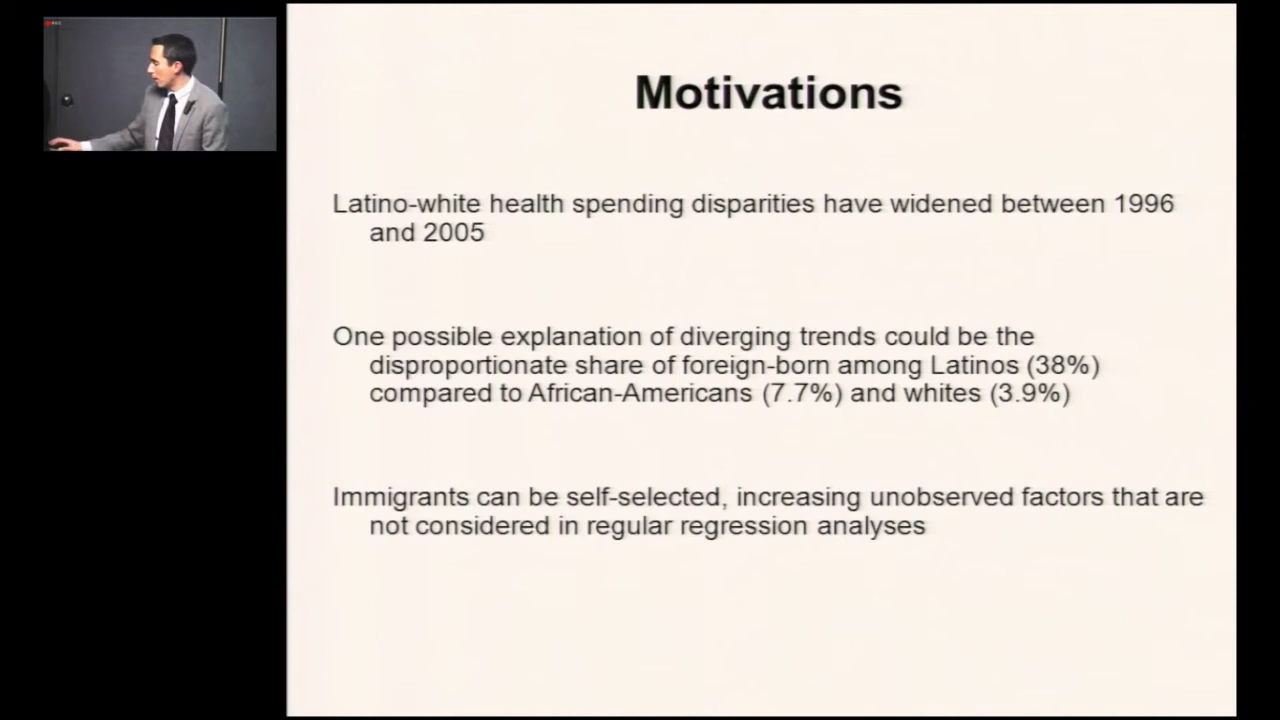 Motivations
Latino-white health spending disparities have widened between 1996
and 2005
One possible explanation of diverging trends could be the
disproportionate share of foreign-born among Latinos (38%)
compared to African-Americans (7.7%) and whites (3.9%)
Immigrants can be self-selected, increasing unobserved factors that are
not considered in regular regression analyses